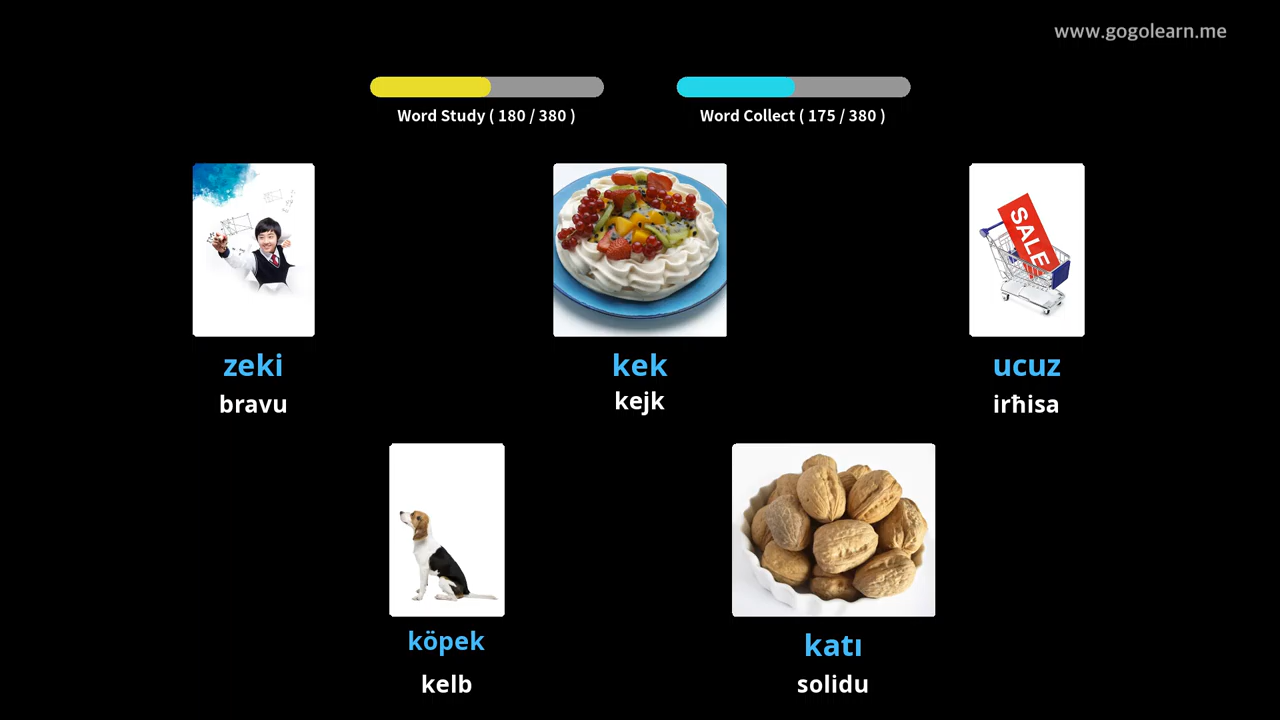 www.gogolearn.me
Word Study ( 180 / 380 )
Word Collect ( 175 / 380 )
SALE
zeki
bravu
kek
kejk
ucuz
irħisa
köpek
kelb
katı
solidu